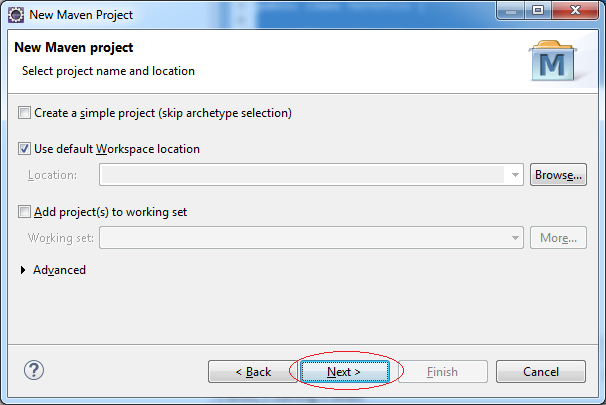 New Maven Project
New Maven project
Select project name and location
M
Create a simple project (skip archetype selection)
Use default Workspace location
Location:
Browse...
Add project(s) to working set
Working set:
More...
Advanced
?
< Back
Next >
Finish
Cancel